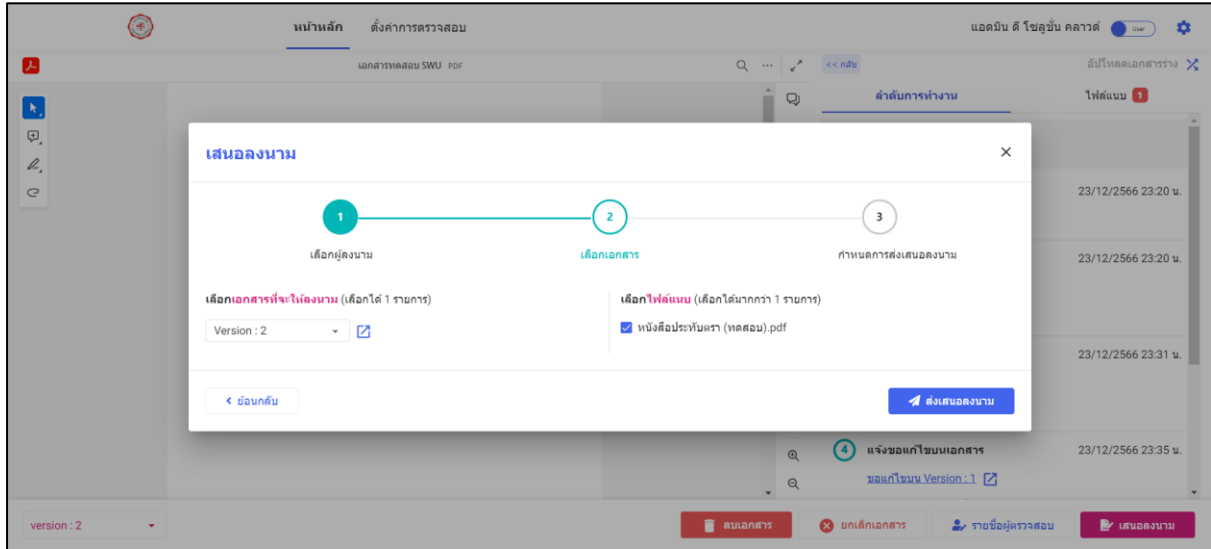 หน้าหลัก ตั้งค่าการตรวจสอบ แอดมิน ดี โซลูชั่น คลาวด์ User
เอกสารทดสอบ SWU PDF << กลับ อัปโหลดเอกสารร่าง
ลำดับการทำงาน ไฟล์แนบ 1
เสนอลงนาม
23/12/2566 23:20 น.
1 2 3
เลือกผู้ลงนาม เลือกเอกสาร กำหนดการส่งเสนอลงนาม
23/12/2566 23:20 น.
เลือกเอกสารที่จะให้ลงนาม (เลือกได้ 1 รายการ) เลือกไฟล์แนบ (เลือกได้มากกว่า 1 รายการ)
Version : 2 หนังสือประทับตรา (ทดสอบ).pdf
23/12/2566 23:31 น.
ย้อนกลับ ส่งเสนอลงนาม
4 แจ้งขอแก้ไขบนเอกสาร 23/12/2566 23:35 น.
ขอแก้ไขบน Version : 1
version : 2 ลบเอกสาร ยกเลิกเอกสาร รายชื่อผู้ตรวจสอบ เสนอลงนาม